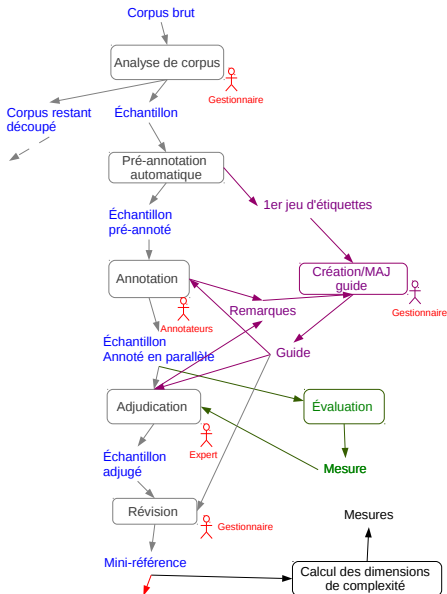 Corpus brut
Analyse de corpus
Gestionnaire
Corpus restant
découpé
Échantillon
Pré-annotation
automatique
1er jeu d'étiquettes
Échantillon
pré-annoté
Annotation
Création/MAJ
guide
Remarques
Gestionnaire
Annotateurs
Échantillon
Annoté en parallèle
Guide
Adjudication
Évaluation
Expert
Échantillon
adjugé
Mesure
Révision
Gestionnaire
Mesures
Mini-référence
Calcul des dimensions
de complexité